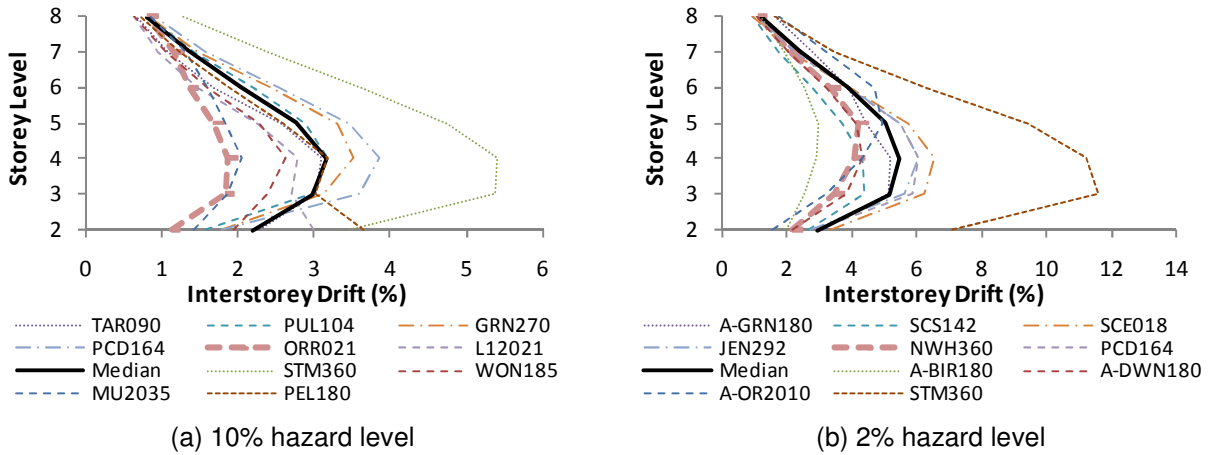 8
7
6
5
4
3
2
Storey Level
0 1 2 3 4 5 6
Interstorey Drift (%)
TAR090 PUL104 GRN270
PCD164 ORR021 L12021
Median STM360 WON185
MU2035 PEL180
(a) 10% hazard level
8
7
6
5
4
3
2
Storey Level
0 2 4 6 8 10 12 14
Interstorey Drift (%)
A-GRN180 SCS142 SCE018
JEN292 NWH360 PCD164
Median A-BIR180 A-DWN180
A-OR2010 STM360
(b) 2% hazard level